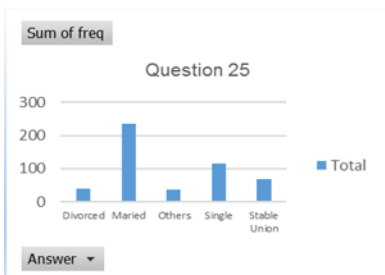 Sum of freq
Question 25
300
200
100
0
Divorced Maried Others Single Stable
Union
Total
Answer